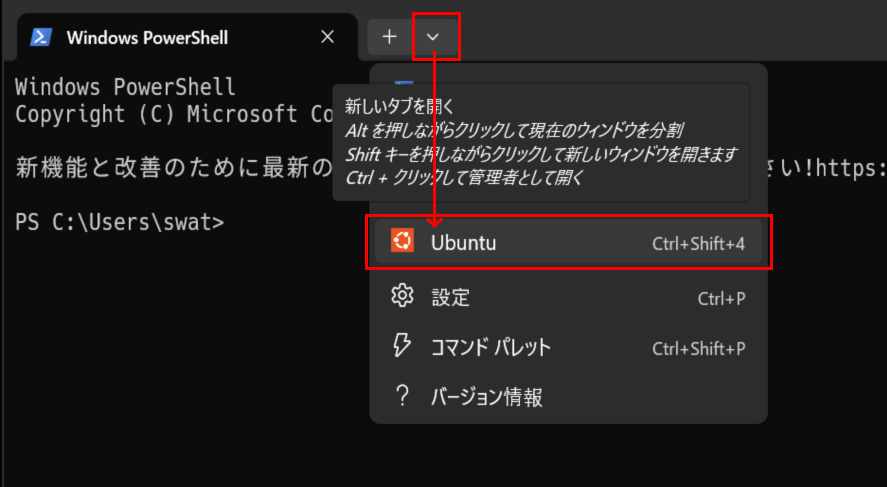 Windows PowerShell
Windows PowerShell
Copyright (C) Microsoft Co
新しいタブを開く
Alt を押しながらクリックして現在のウィンドウを分割
Shift キーを押しながらクリックして新しいウィンドウを開きます
Ctrl + クリックして管理者として開く
新機能と改善のために最新の
さい!https:
PS C:\Users\swat>
Ubuntu Ctrl+Shift+4
設定 Ctrl+P
コマンド パレット Ctrl+Shift+P
バージョン情報